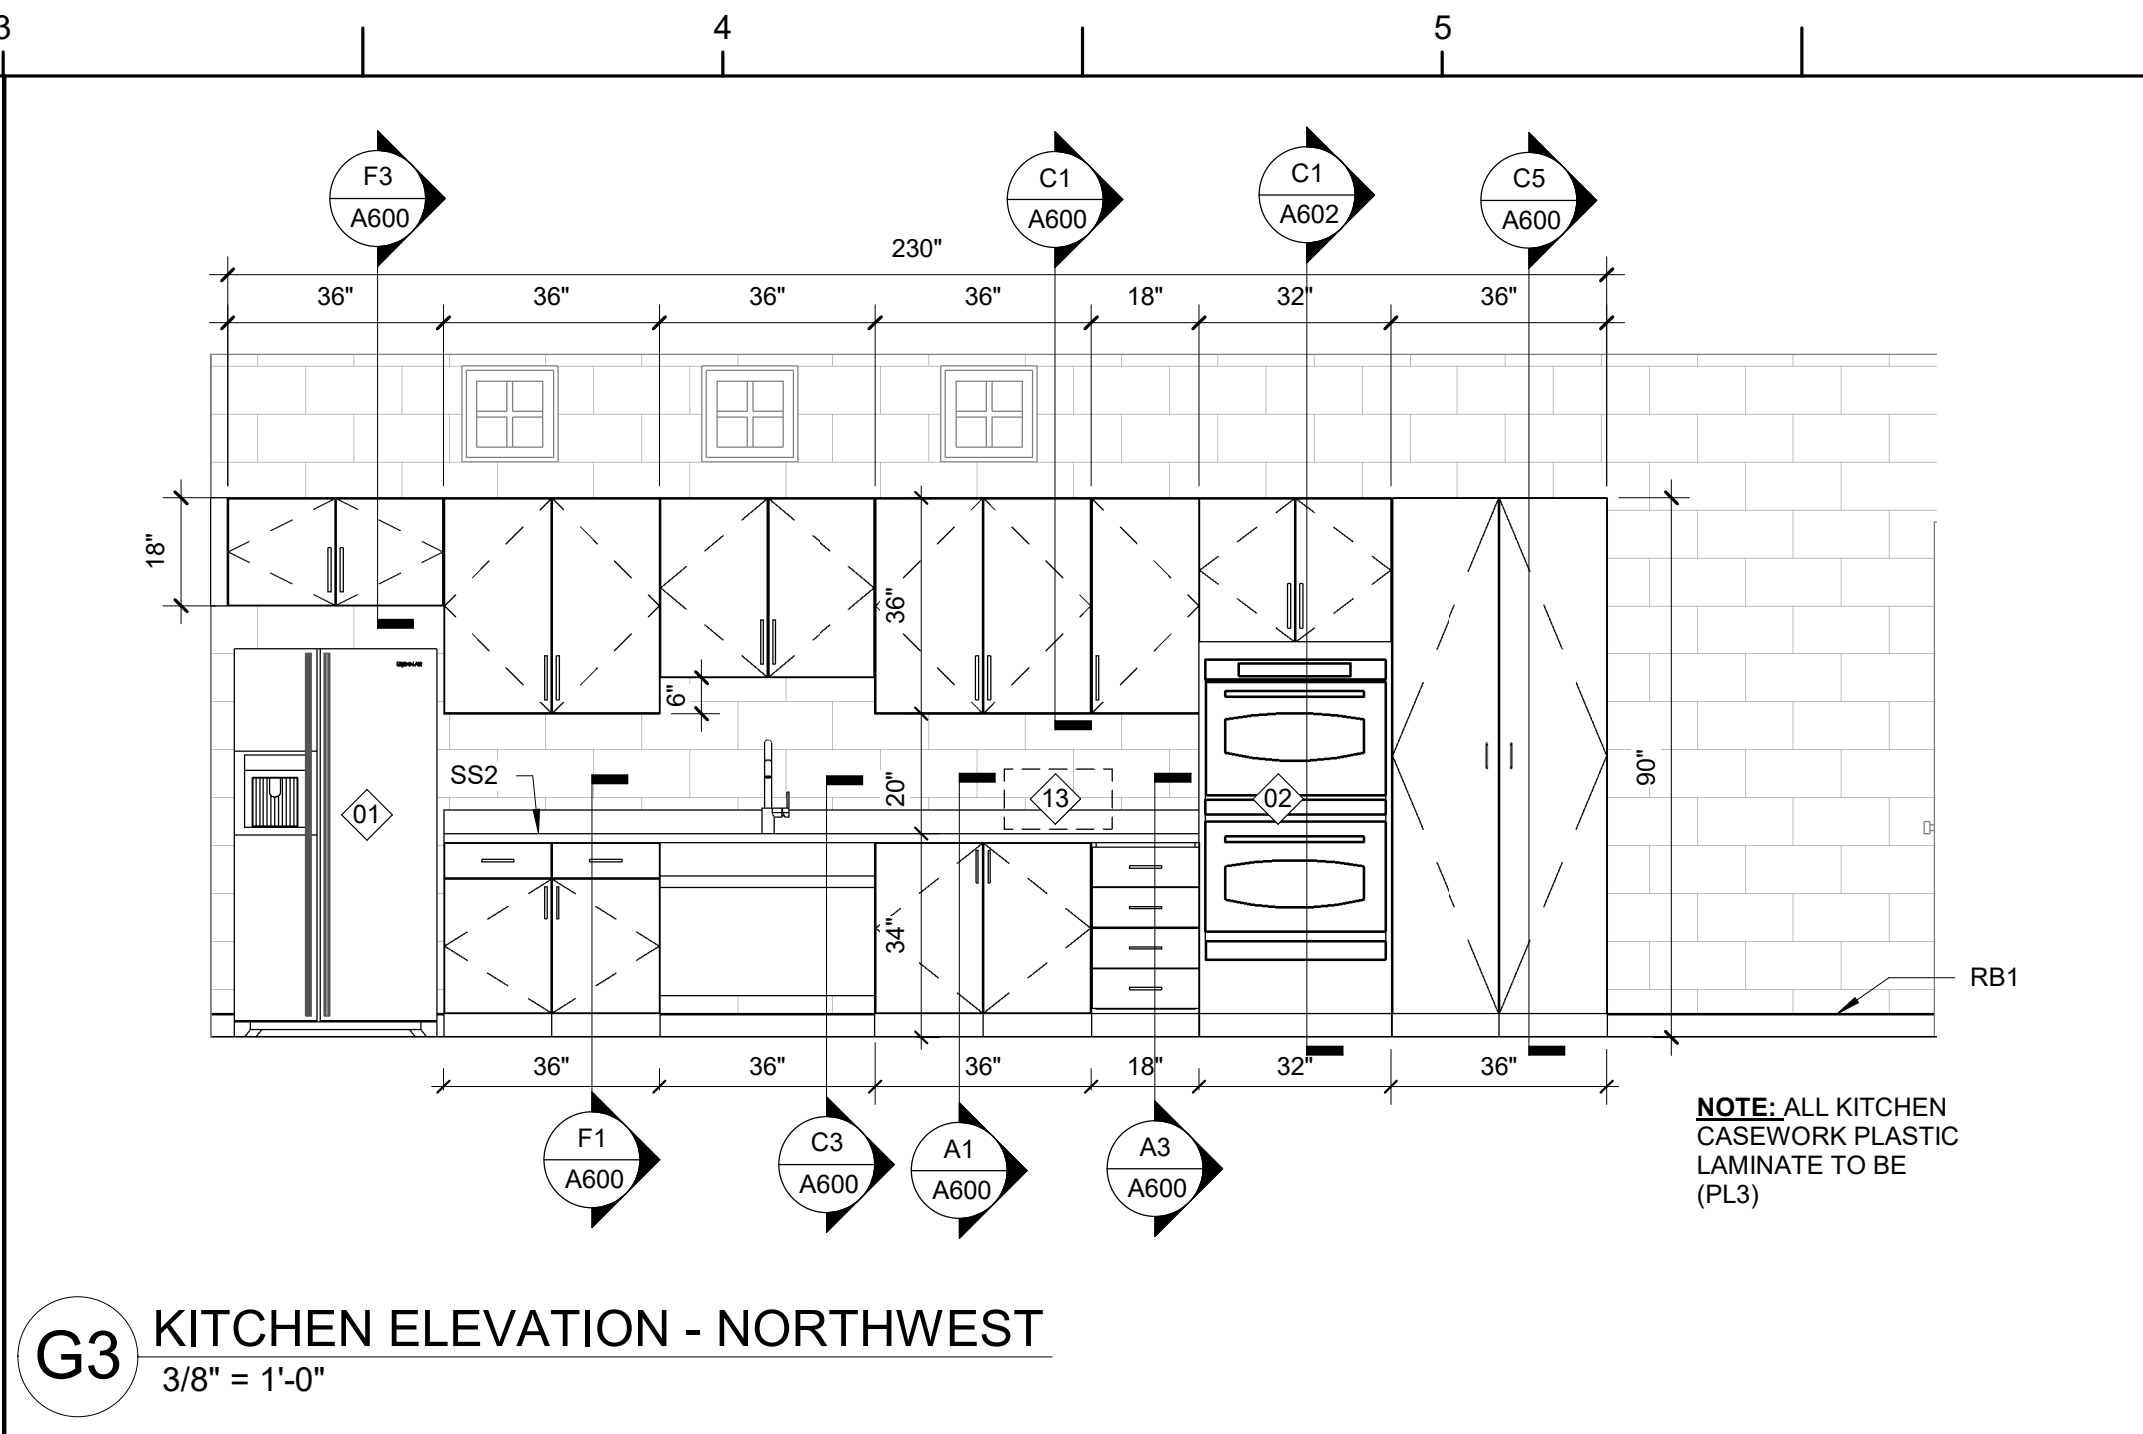 3
4
5
F3
A600
C1
A600
C1
A602
C5
A600
230"
36"
36"
36"
36"
18"
32"
36"
18"
36"
6"
20"
34"
90"
SS2
01
13
02
RB1
36"
36"
36"
18"
32"
36"
F1
A600
C3
A600
A1
A600
A3
A600
NOTE: ALL KITCHEN
CASEWORK PLASTIC
LAMINATE TO BE
(PL3)
G3
KITCHEN ELEVATION - NORTHWEST
3/8" = 1'-0"